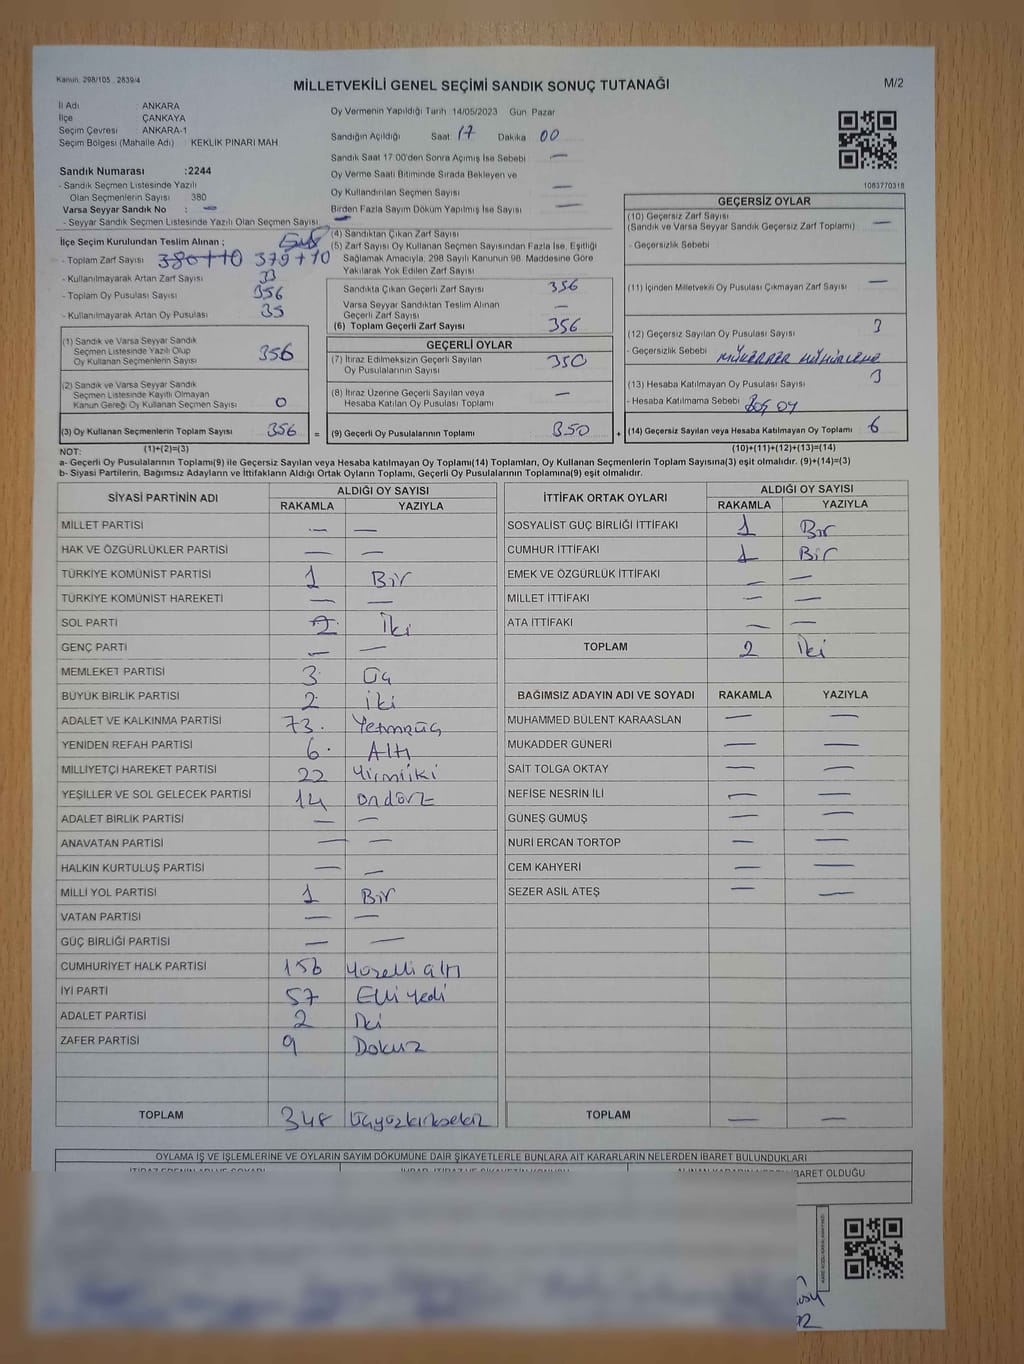 Kanun: 298/105 , 2839/4
MİLLETVEKİLİ GENEL SEÇİMİ SANDIK SONUÇ TUTANAĞI
M/2
İl Adı : ANKARA
İlçe : ÇANKAYA
Seçim Çevresi : ANKARA-1
Seçim Bölgesi (Mahalle Adı) : KEKLİK PINARI MAH
Oy Vermenin Yapıldığı Tarih 14/05/2023 Gün Pazar
Sandığın Açıldığı Saat 17 Dakika 00
Sandık Saat 17:00'den Sonra Açımış İse Sebebi —
Oy Verme Saati Bitiminde Sırada Bekleyen ve
Oy Kullandırılan Seçmen Sayısı —
Birden Fazla Sayım Döküm Yapılmış İse Sayısı —
1083770318
Sandık Numarası :2244
- Sandık Seçmen Listesinde Yazılı
Olan Seçmenlerin Sayısı : 380
Varsa Seyyar Sandık No : —
- Seyyar Sandık Seçmen Listesinde Yazılı Olan Seçmen Sayısı : —
İlçe Seçim Kurulundan Teslim Alınan ;
- Toplam Zarf Sayısı 380+10 379+10
- Kullanılmayarak Artan Zarf Sayısı 33
- Toplam Oy Pusulası Sayısı 356
- Kullanılmayarak Artan Oy Pusulası 35
(1) Sandık ve Varsa Seyyar Sandık
Seçmen Listesinde Yazılı Olup
Oy Kullanan Seçmenlerin Sayısı 356
(2) Sandık ve Varsa Seyyar Sandık
Seçmen Listesinde Kayıtlı Olmayan
Kanun Gereği Oy Kullanan Seçmen Sayısı 0
(3) Oy Kullanan Seçmenlerin Toplam Sayısı 356 =
(4) Sandıktan Çıkan Zarf Sayısı
(5) Zarf Sayısı Oy Kullanan Seçmen Sayısından Fazla İse, Eşitliği
Sağlamak Amacıyla, 298 Sayılı Kanunun 98. Maddesine Göre
Yakılarak Yok Edilen Zarf Sayısı
Sandıkta Çıkan Geçerli Zarf Sayısı 356
Varsa Seyyar Sandıktan Teslim Alınan
Geçerli Zarf Sayısı —
(6) Toplam Geçerli Zarf Sayısı 356
GEÇERLİ OYLAR
(7) İtiraz Edilmeksizin Geçerli Sayılan
Oy Pusulalarının Sayısı 350
(8) İtiraz Üzerine Geçerli Sayılan veya
Hesaba Katılan Oy Pusulası Toplamı —
(9) Geçerli Oy Pusulalarının Toplamı 350 +
GEÇERSİZ OYLAR
(10) Geçersiz Zarf Sayısı
(Sandık ve Varsa Seyyar Sandık Geçersiz Zarf Toplamı) —
- Geçersizlik Sebebi
(11) İçinden Milletvekili Oy Pusulası Çıkmayan Zarf Sayısı —
(12) Geçersiz Sayılan Oy Pusulası Sayısı 3
- Geçersizlik Sebebi MÜKERRER MÜHÜRLEME
(13) Hesaba Katılmayan Oy Pusulası Sayısı 3
- Hesaba Katılmama Sebebi BOŞ OY
(14) Geçersiz Sayılan veya Hesaba Katılmayan Oy Toplamı 6
NOT: (1)+(2)=(3) (10)+(11)+(12)+(13)=(14)
a- Geçerli Oy Pusulalarının Toplamı(9) ile Geçersiz Sayılan veya Hesaba katılmayan Oy Toplamı(14) Toplamları, Oy Kullanan Seçmenlerin Toplam Sayısına(3) eşit olmalıdır. (9)+(14)=(3)
b- Siyasi Partilerin, Bağımsız Adayların ve İttifakların Aldığı Ortak Oyların Toplamı, Geçerli Oy Pusulalarının Toplamına(9) eşit olmalıdır.
SİYASİ PARTİNİN ADI ALDIĞI OY SAYISI
RAKAMLA YAZIYLA
MİLLET PARTİSİ — —
HAK VE ÖZGÜRLÜKLER PARTİSİ — —
TÜRKİYE KOMÜNİST PARTİSİ 1 Bir
TÜRKİYE KOMÜNİST HAREKETİ — —
SOL PARTİ 2 İki
GENÇ PARTİ — —
MEMLEKET PARTİSİ 3 Üç
BÜYÜK BİRLİK PARTİSİ 2 iki
ADALET VE KALKINMA PARTİSİ 73 Yetmişüç
YENİDEN REFAH PARTİSİ 6 Altı
MİLLİYETÇİ HAREKET PARTİSİ 22 Yirmiiki
YEŞİLLER VE SOL GELECEK PARTİSİ 14 ondört
ADALET BİRLİK PARTİSİ — —
ANAVATAN PARTİSİ — —
HALKIN KURTULUŞ PARTİSİ — —
MİLLİ YOL PARTİSİ 1 Bir
VATAN PARTİSİ — —
GÜÇ BİRLİĞİ PARTİSİ — —
CUMHURİYET HALK PARTİSİ 156 Yüzelli altı
İYİ PARTİ 57 Elli yedi
ADALET PARTİSİ 2 İki
ZAFER PARTİSİ 9 Dokuz
TOPLAM 348 Üçyüzkırksekiz
İTTİFAK ORTAK OYLARI ALDIĞI OY SAYISI
RAKAMLA YAZIYLA
SOSYALİST GÜÇ BİRLİĞİ İTTİFAKI 1 Bir
CUMHUR İTTİFAKI 1 Bir
EMEK VE ÖZGÜRLÜK İTTİFAKI — —
MİLLET İTTİFAKI — —
ATA İTTİFAKI — —
TOPLAM 2 İki
BAĞIMSIZ ADAYIN ADI VE SOYADI RAKAMLA YAZIYLA
MUHAMMED BÜLENT KARAASLAN — —
MUKADDER GÜNERİ — —
SAİT TOLGA OKTAY — —
NEFİSE NESRİN İLİ — —
GÜNEŞ GÜMÜŞ — —
NURİ ERCAN TORTOP — —
CEM KAHYERİ — —
SEZER ASIL ATEŞ — —
TOPLAM — —
OYLAMA İŞ VE İŞLEMLERİNE VE OYLARIN SAYIM DÖKÜMÜNE DAİR ŞİKAYETLERLE BUNLARA AİT KARARLARIN NELERDEN İBARET BULUNDUKLARI
İBARET OLDUĞU